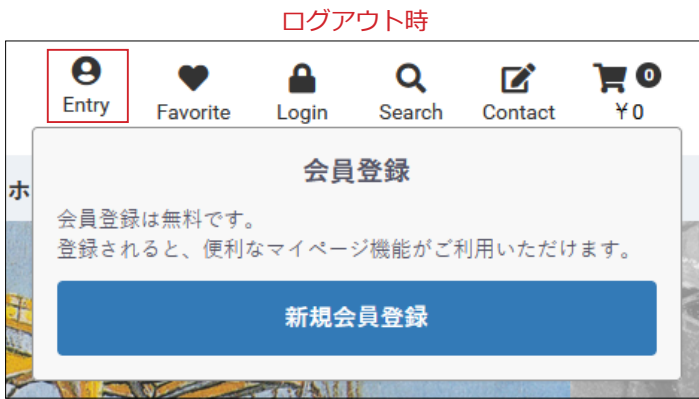 ログアウト時
Entry Favorite Login Search Contact 0 ¥0
会員登録
ホ
会員登録は無料です。
登録されると、便利なマイページ機能がご利用いただけます。
新規会員登録